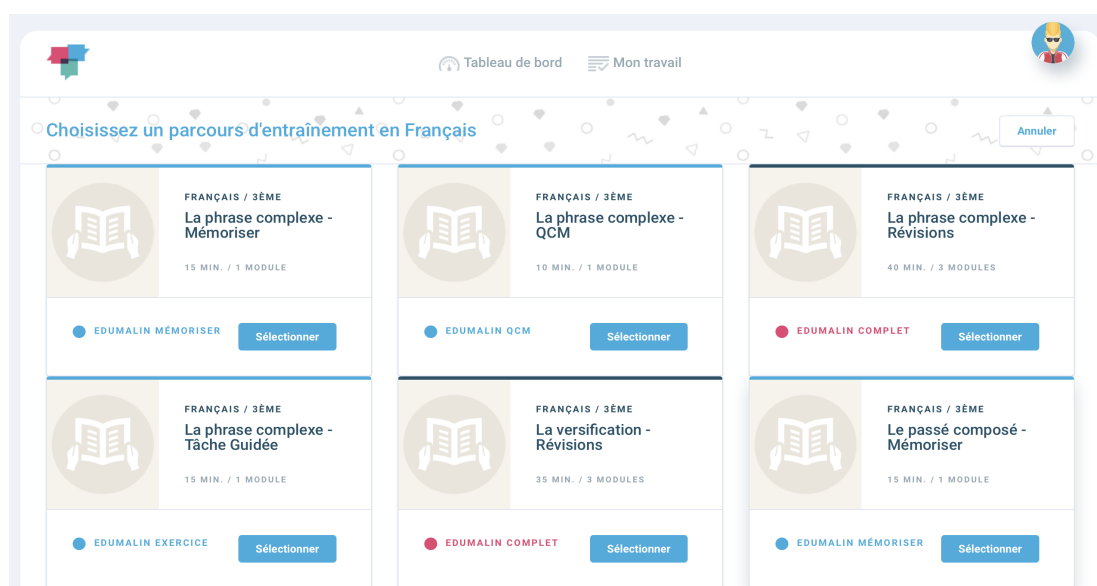 Tableau de bord
Mon travail
Choisissez un parcours d'entraînement en Français
Annuler
FRANÇAIS / 3ÈME
La phrase complexe -
Mémoriser
15 MIN. / 1 MODULE
EDUMALIN MÉMORISER
Sélectionner
FRANÇAIS / 3ÈME
La phrase complexe -
QCM
10 MIN. / 1 MODULE
EDUMALIN QCM
Sélectionner
FRANÇAIS / 3ÈME
La phrase complexe -
Révisions
40 MIN. / 3 MODULES
EDUMALIN COMPLET
Sélectionner
FRANÇAIS / 3ÈME
La phrase complexe -
Tâche Guidée
15 MIN. / 1 MODULE
EDUMALIN EXERCICE
Sélectionner
FRANÇAIS / 3ÈME
La versification -
Révisions
35 MIN. / 3 MODULES
EDUMALIN COMPLET
Sélectionner
FRANÇAIS / 3ÈME
Le passé composé -
Mémoriser
15 MIN. / 1 MODULE
EDUMALIN MÉMORISER
Sélectionner